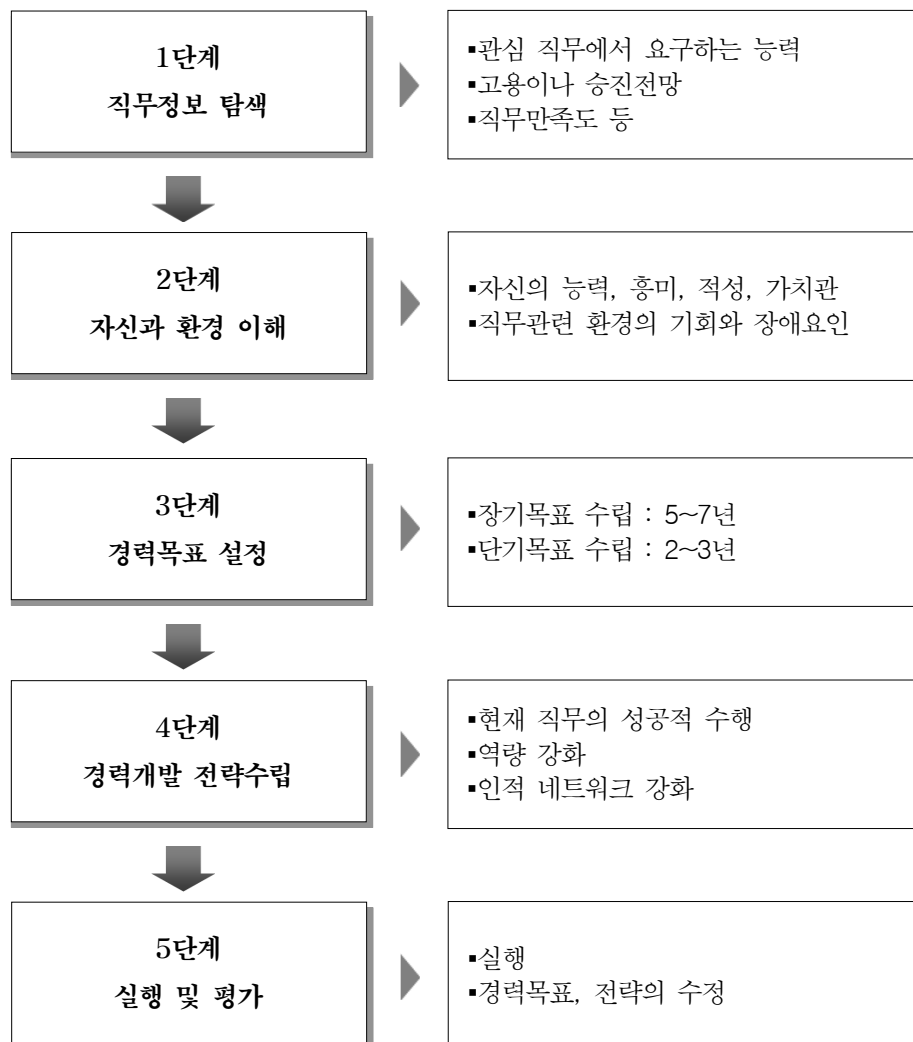 1단계
직무정보 탐색
▪관심 직무에서 요구하는 능력
▪고용이나 승진전망
▪직무만족도 등
2단계
자신과 환경 이해
▪자신의 능력, 흥미, 적성, 가치관
▪직무관련 환경의 기회와 장애요인
3단계
경력목표 설정
▪장기목표 수립 : 5~7년
▪단기목표 수립 : 2~3년
4단계
경력개발 전략수립
▪현재 직무의 성공적 수행
▪역량 강화
▪인적 네트워크 강화
5단계
실행 및 평가
▪실행
▪경력목표, 전략의 수정